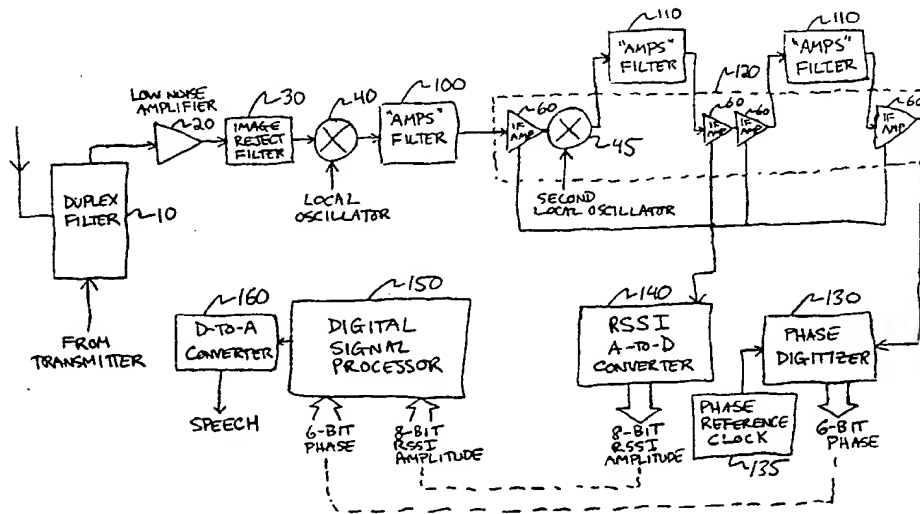 110
"AMPS"
FILTER
110
"AMPS"
FILTER
120
LOW NOISE
AMPLIFIER
20
30
IMAGE
REJECT
FILTER
40
100
"AMPS"
FILTER
60
IF
AMP
45
60
IF
AMP
60
IF
AMP
60
IF
AMP
LOCAL
OSCILLATOR
SECOND
LOCAL OSCILLATOR
DUPLEX
FILTER
10
FROM
TRANSMITTER
160
D-TO-A
CONVERTER
SPEECH
150
DIGITAL
SIGNAL
PROCESSOR
6-BIT
PHASE
8-BIT
RSSI
AMPLITUDE
140
RSSI
A-TO-D
CONVERTER
8-BIT
RSSI
AMPLITUDE
130
PHASE
DIGITIZER
PHASE
REFERENCE
CLOCK
135
6-BIT
PHASE